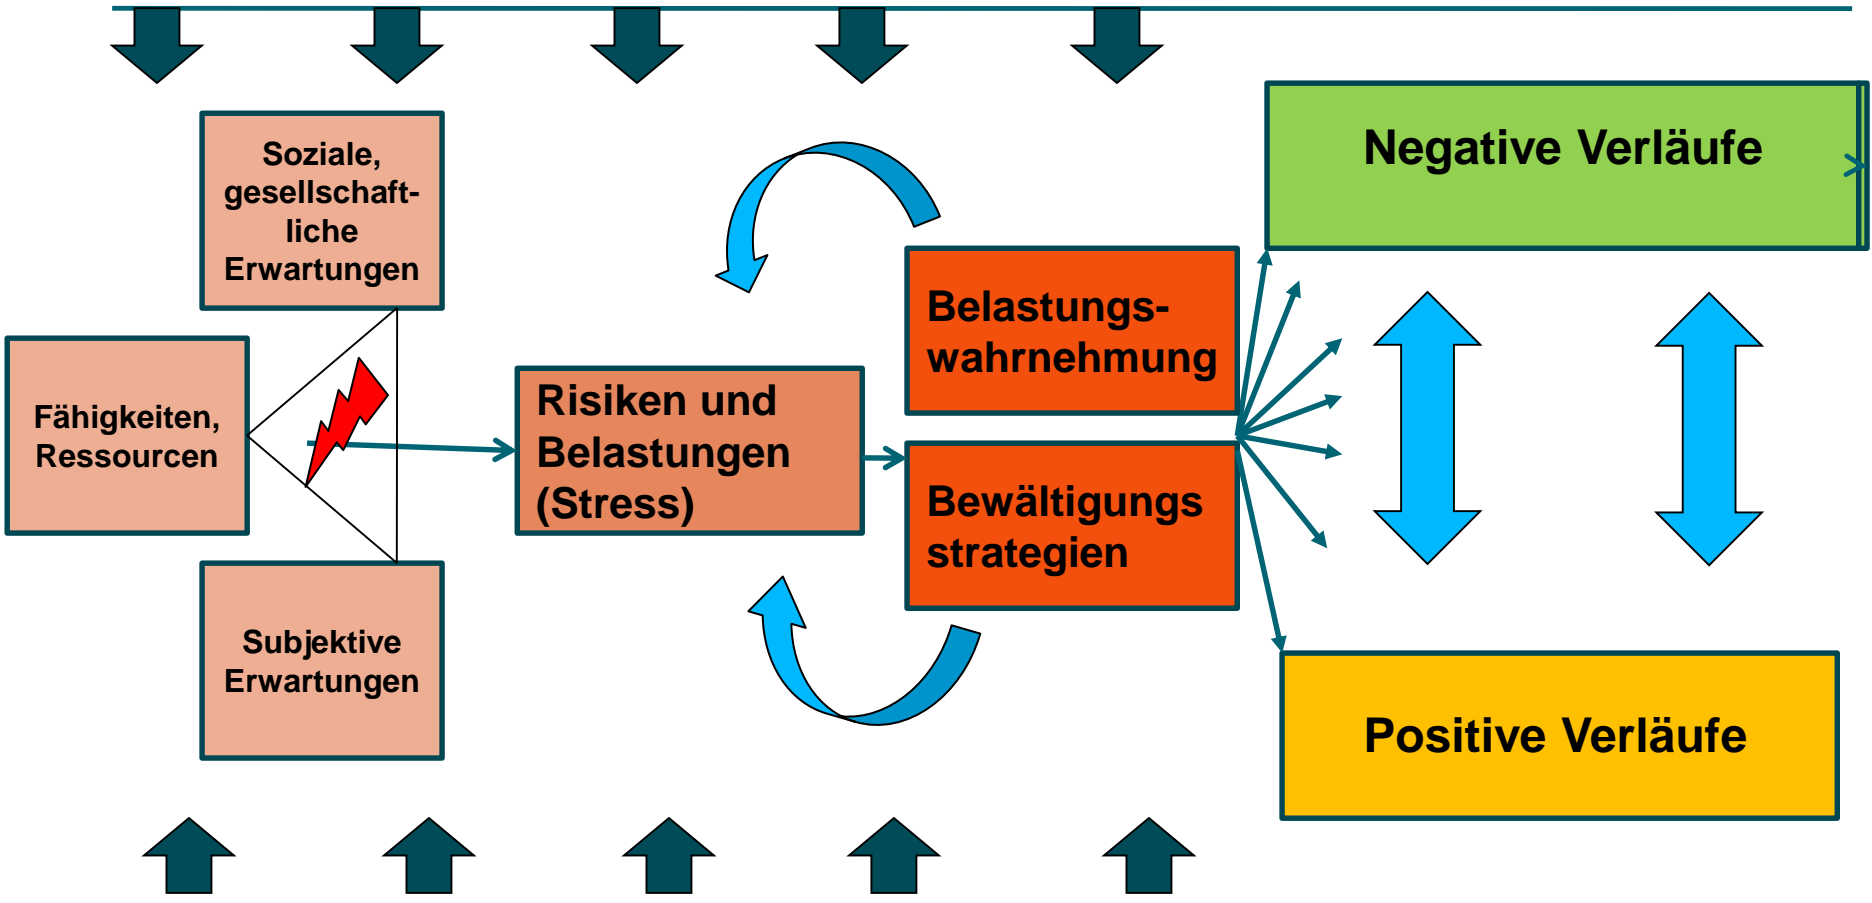 Soziale,
gesellschaft-
liche
Erwartungen
Fähigkeiten,
Ressourcen
Subjektive
Erwartungen
Risiken und
Belastungen
(Stress)
Belastungs-
wahrnehmung
Bewältigungs
strategien
Negative Verläufe
Positive Verläufe